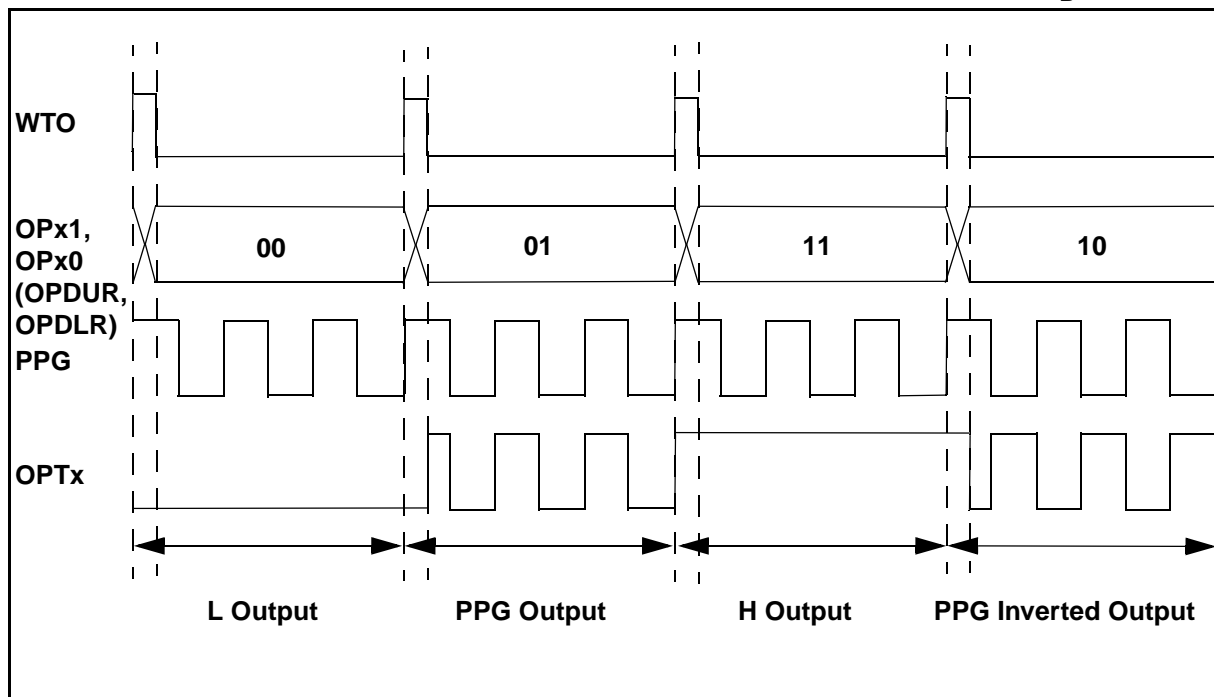 WTO
OPx1,
OPx0
(OPDUR,
OPDLR)
00
01
11
10
PPG
OPTx
L Output
PPG Output
H Output
PPG Inverted Output